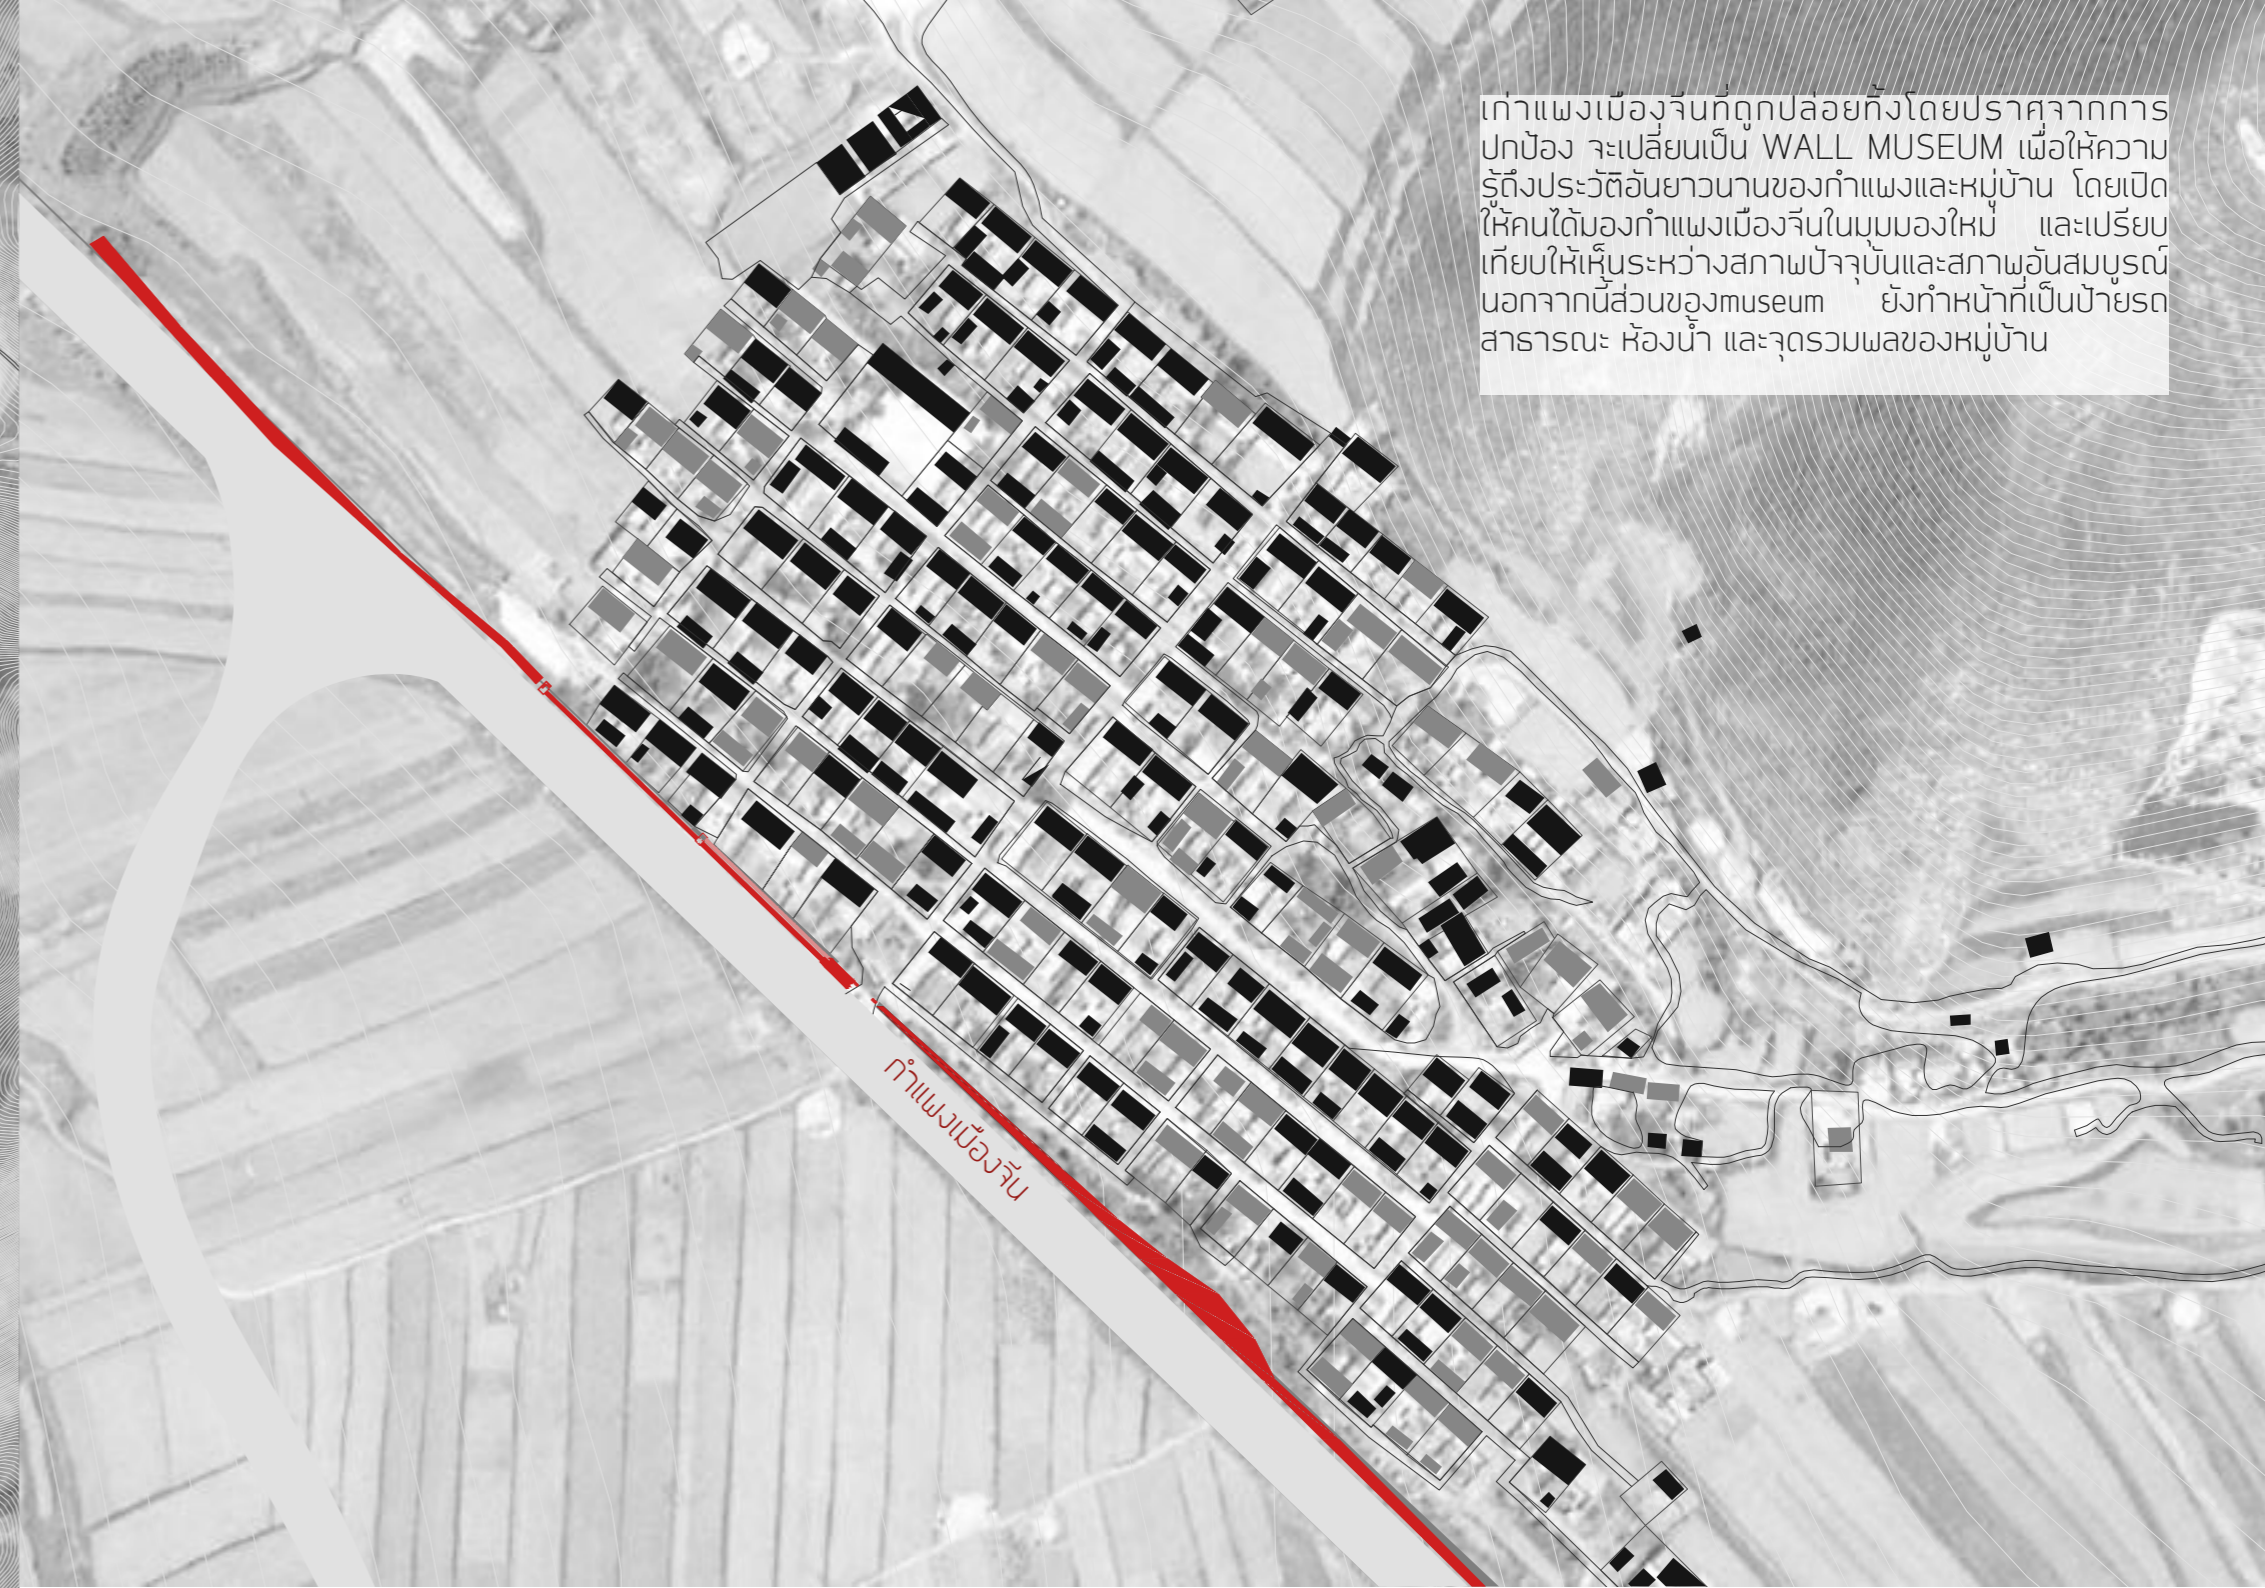 เก่าแพงเมืองจีนที่ถูกปล่อยทิ้งโดยปราศจากการ
ปกป้อง จะเปลี่ยนเป็น WALL MUSEUM เพื่อให้ความ
รู้ถึงประวัติอันยาวนานของกำแพงและหมู่บ้าน โดยเปิด
ให้คนได้มองกำแพงเมืองจีนในมุมมองใหม่ และเปรียบ
เทียบให้เห็นระหว่างสภาพปัจจุบันและสภาพอันสมบูรณ์
นอกจากนี้ส่วนของmuseum ยังทำหน้าที่เป็นป้ายรถ
สาธารณะ ห้องน้ำ และจุดรวมพลของหมู่บ้าน
กำแพงเมืองจีน